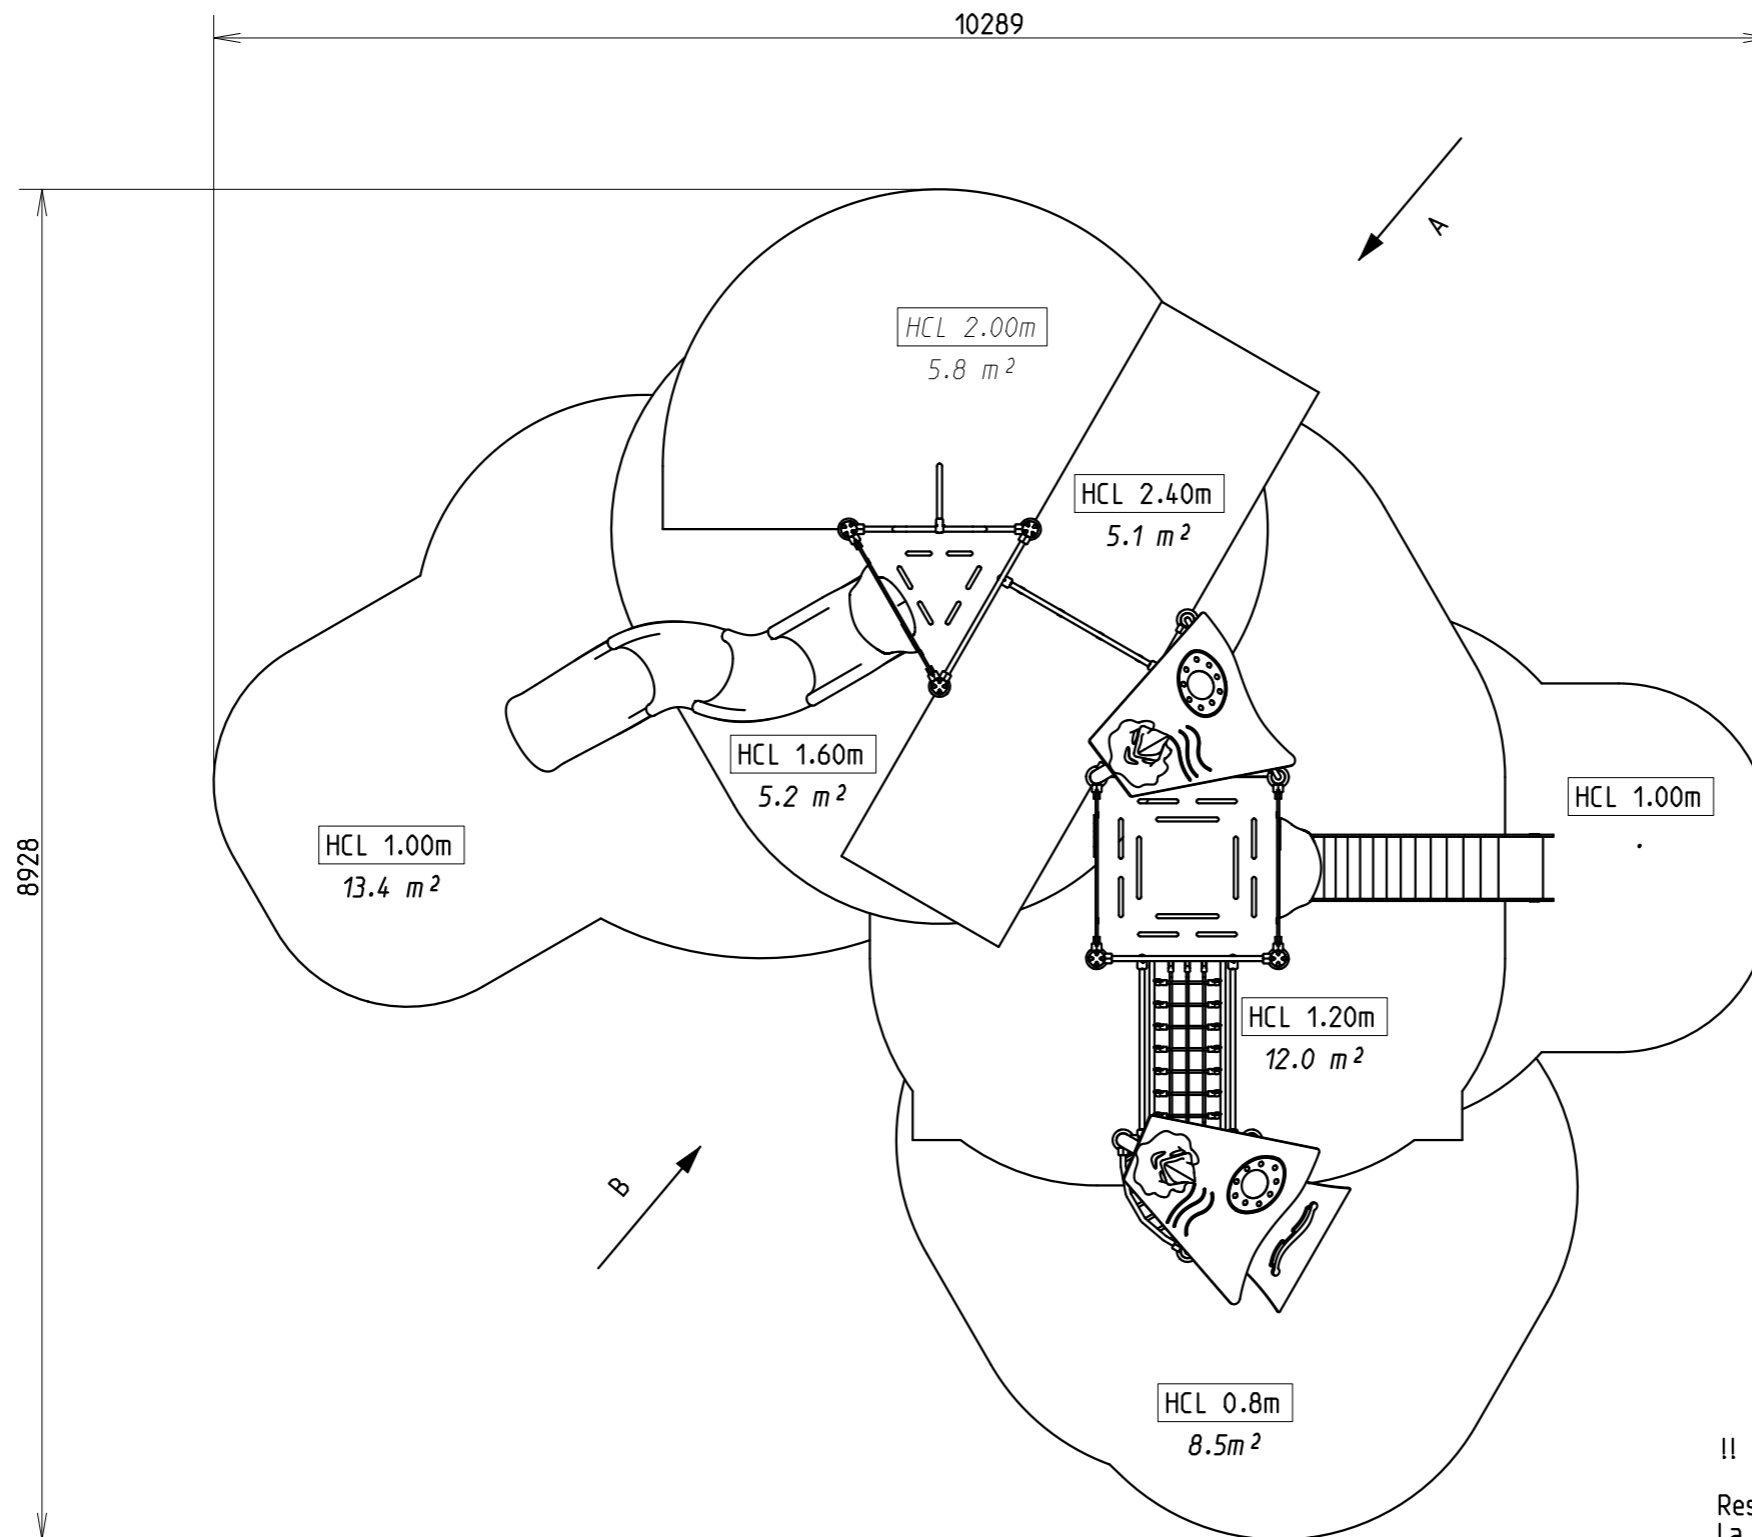 10289
A
HCL 2.00m
5.8 m²
HCL 2.40m
5.1 m²
HCL 1.60m
5.2 m²
HCL 1.00m
.
HCL 1.00m
13.4 m²
8928
HCL 1.20m
12.0 m²
B
HCL 0.8m
8.5m²
!!
Res
La